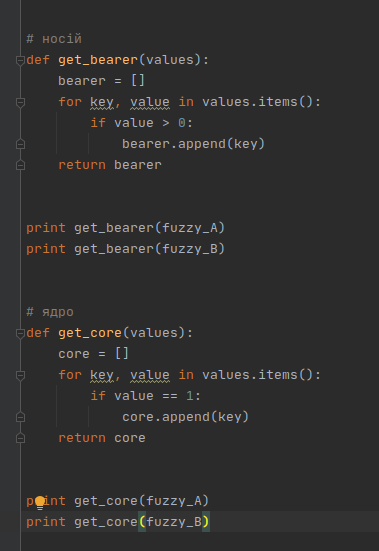 # носій
def get_bearer(values):
    bearer = []
    for key, value in values.items():
        if value > 0:
            bearer.append(key)
    return bearer
print get_bearer(fuzzy_A)
print get_bearer(fuzzy_B)
# ядро
def get_core(values):
    core = []
    for key, value in values.items():
        if value == 1:
            core.append(key)
    return core
print get_core(fuzzy_A)
print get_core(fuzzy_B)